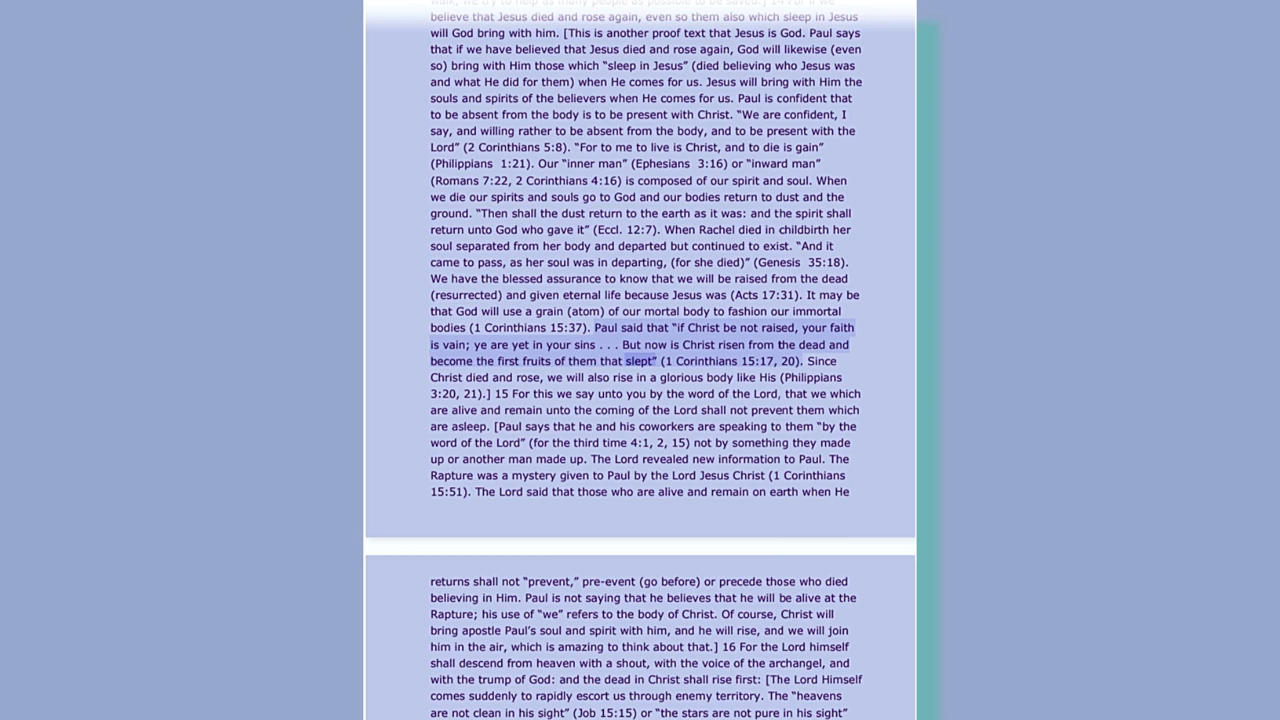 walk, we try to help as many people as possible to be saved.] 14 For if we
believe that Jesus died and rose again, even so them also which sleep in Jesus
will God bring with him. [This is another proof text that Jesus is God. Paul says
that if we have believed that Jesus died and rose again, God will likewise (even
so) bring with Him those which “sleep in Jesus” (died believing who Jesus was
and what He did for them) when He comes for us. Jesus will bring with Him the
souls and spirits of the believers when He comes for us. Paul is confident that
to be absent from the body is to be present with Christ. “We are confident, I
say, and willing rather to be absent from the body, and to be present with the
Lord” (2 Corinthians 5:8). “For to me to live is Christ, and to die is gain”
(Philippians  1:21). Our “inner man” (Ephesians  3:16) or “inward man”
(Romans 7:22, 2 Corinthians 4:16) is composed of our spirit and soul. When
we die our spirits and souls go to God and our bodies return to dust and the
ground. “Then shall the dust return to the earth as it was: and the spirit shall
return unto God who gave it” (Eccl. 12:7). When Rachel died in childbirth her
soul separated from her body and departed but continued to exist. “And it
came to pass, as her soul was in departing, (for she died)” (Genesis  35:18).
We have the blessed assurance to know that we will be raised from the dead
(resurrected) and given eternal life because Jesus was (Acts 17:31). It may be
that God will use a grain (atom) of our mortal body to fashion our immortal
bodies (1 Corinthians 15:37). Paul said that “if Christ be not raised, your faith
is vain; ye are yet in your sins . . . But now is Christ risen from the dead and
become the first fruits of them that slept” (1 Corinthians 15:17, 20). Since
Christ died and rose, we will also rise in a glorious body like His (Philippians
3:20, 21).] 15 For this we say unto you by the word of the Lord, that we which
are alive and remain unto the coming of the Lord shall not prevent them which
are asleep. [Paul says that he and his coworkers are speaking to them “by the
word of the Lord” (for the third time 4:1, 2, 15) not by something they made
up or another man made up. The Lord revealed new information to Paul. The
Rapture was a mystery given to Paul by the Lord Jesus Christ (1 Corinthians
15:51). The Lord said that those who are alive and remain on earth when He
returns shall not “prevent,” pre-event (go before) or precede those who died
believing in Him. Paul is not saying that he believes that he will be alive at the
Rapture; his use of “we” refers to the body of Christ. Of course, Christ will
bring apostle Paul’s soul and spirit with him, and he will rise, and we will join
him in the air, which is amazing to think about that.] 16 For the Lord himself
shall descend from heaven with a shout, with the voice of the archangel, and
with the trump of God: and the dead in Christ shall rise first: [The Lord Himself
comes suddenly to rapidly escort us through enemy territory. The “heavens
are not clean in his sight” (Job 15:15) or “the stars are not pure in his sight”